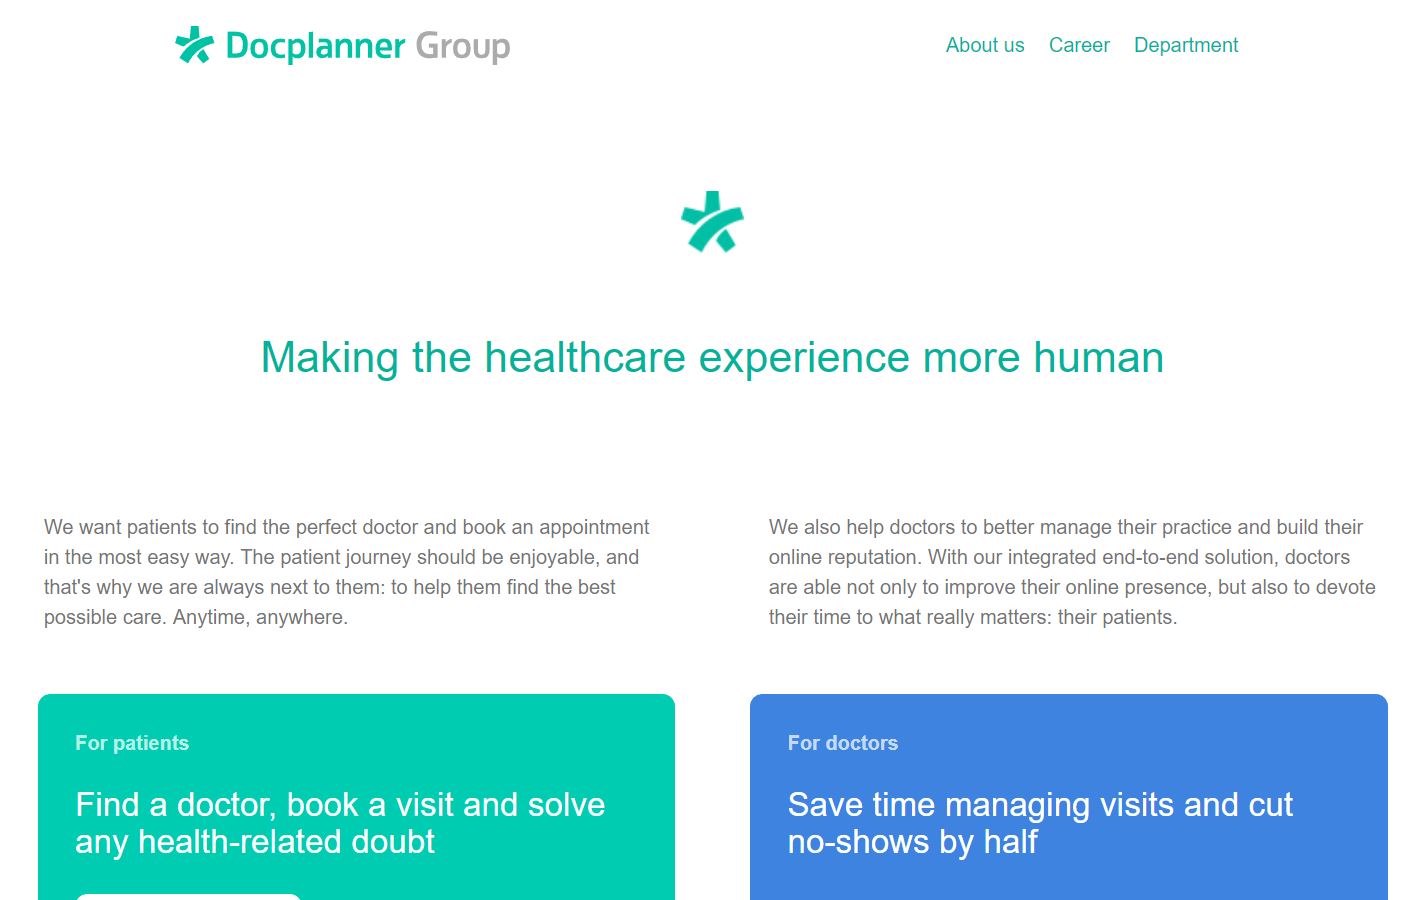 Docplanner Group
About us
Career
Department
Making the healthcare experience more human
We want patients to find the perfect doctor and book an appointment
in the most easy way. The patient journey should be enjoyable, and
that's why we are always next to them: to help them find the best
possible care. Anytime, anywhere.
We also help doctors to better manage their practice and build their
online reputation. With our integrated end-to-end solution, doctors
are able not only to improve their online presence, but also to devote
their time to what really matters: their patients.
For patients
Find a doctor, book a visit and solve
any health-related doubt
For doctors
Save time managing visits and cut
no-shows by half